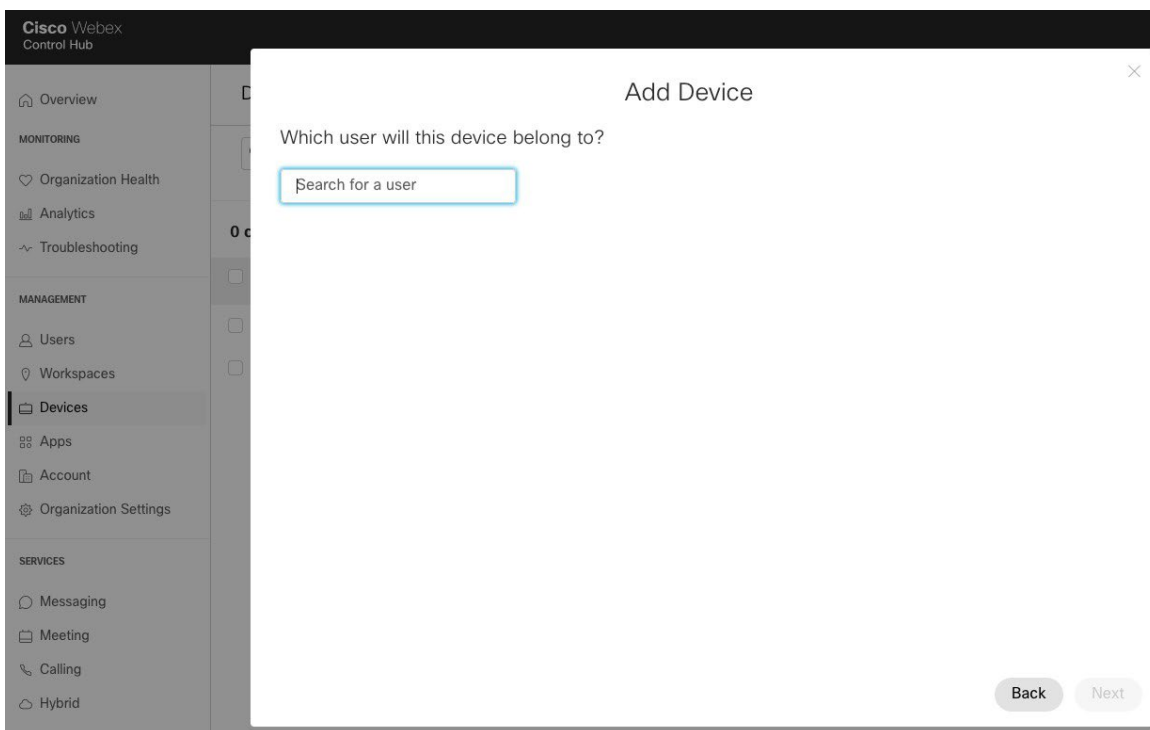 Cisco Webex
Control Hub
Overview
MONITORING
Organization Health
Analytics
Troubleshooting
MANAGEMENT
Users
Workspaces
Devices
Apps
Account
Organization Settings
SERVICES
Messaging
Meeting
Calling
Hybrid
D
0
Add Device
Which user will this device belong to?
Search for a user
Back
Next